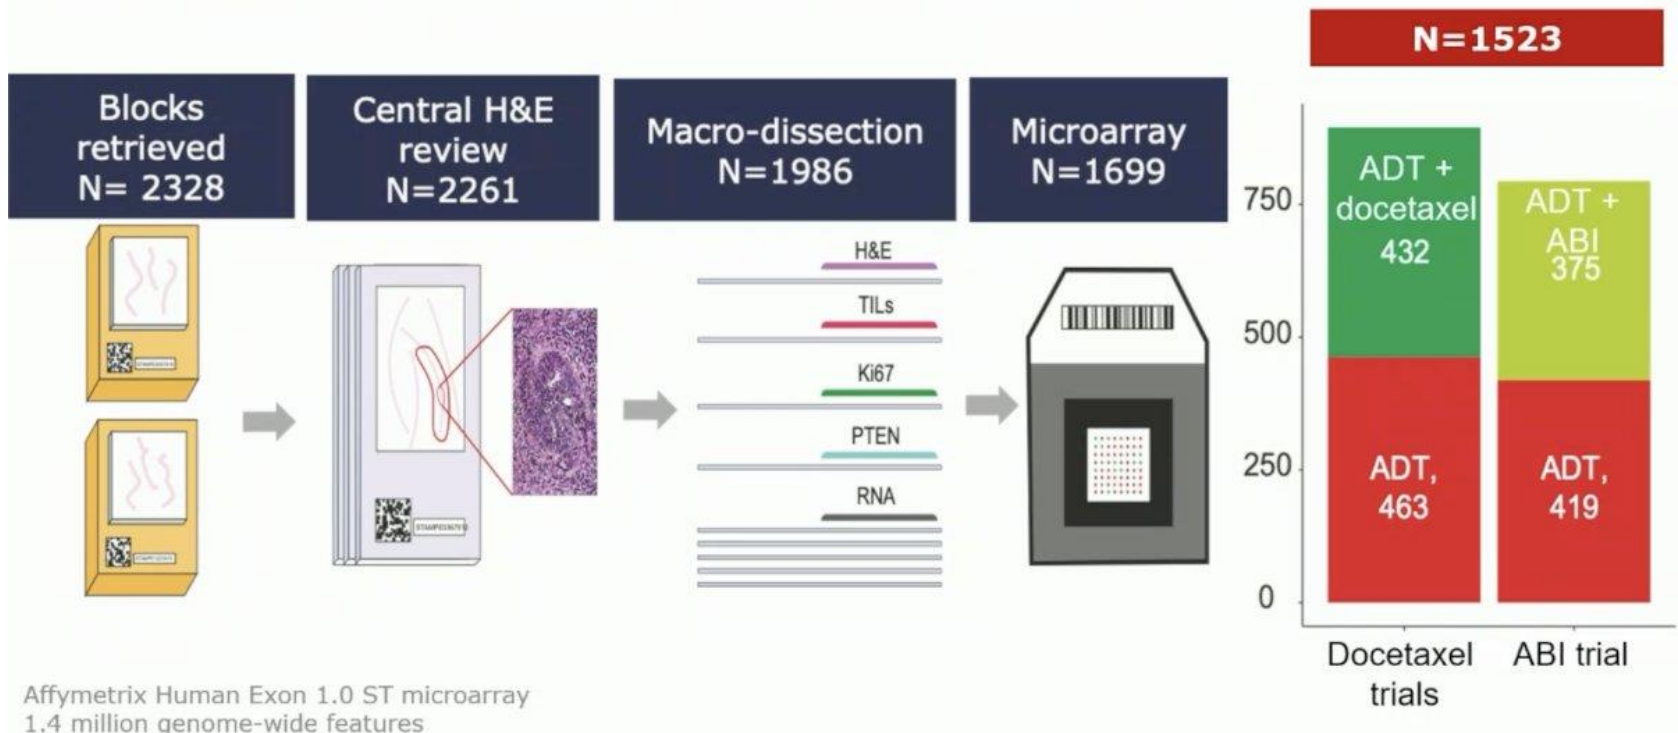 N=1523
Blocks
retrieved
N= 2328
Central H&E
review
N=2261
Macro-dissection
N=1986
Microarray
N=1699
H&E
TILs
Ki67
PTEN
RNA
750
500
250
0
ADT +
docetaxel
432
ADT +
ABI
375
ADT,
463
ADT,
419
Docetaxel
trials
ABI trial
Affymetrix Human Exon 1.0 ST microarray
1.4 million genome-wide features